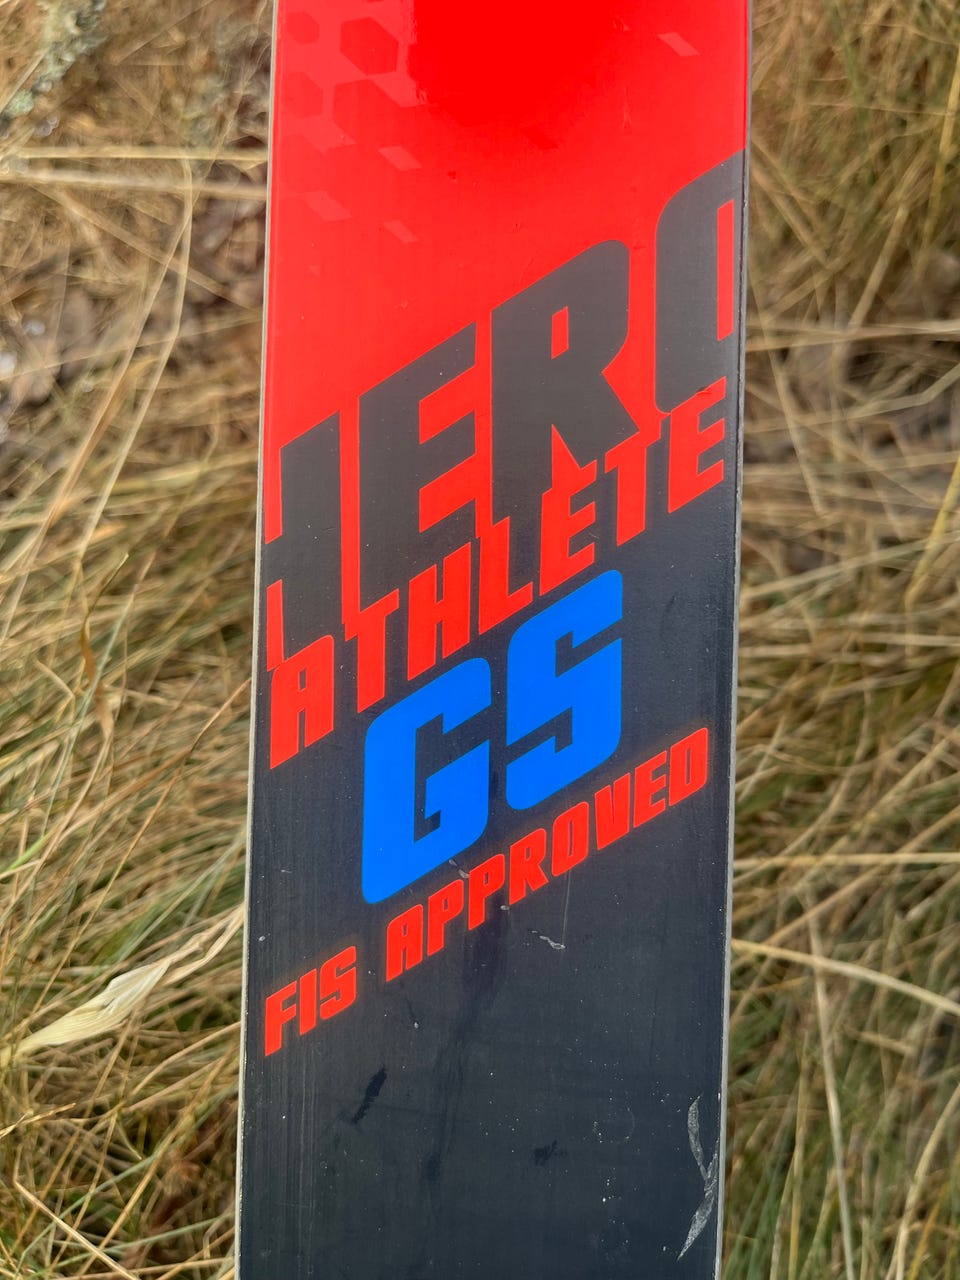 HERO
ATHLETE
GS
FIS APPROVED